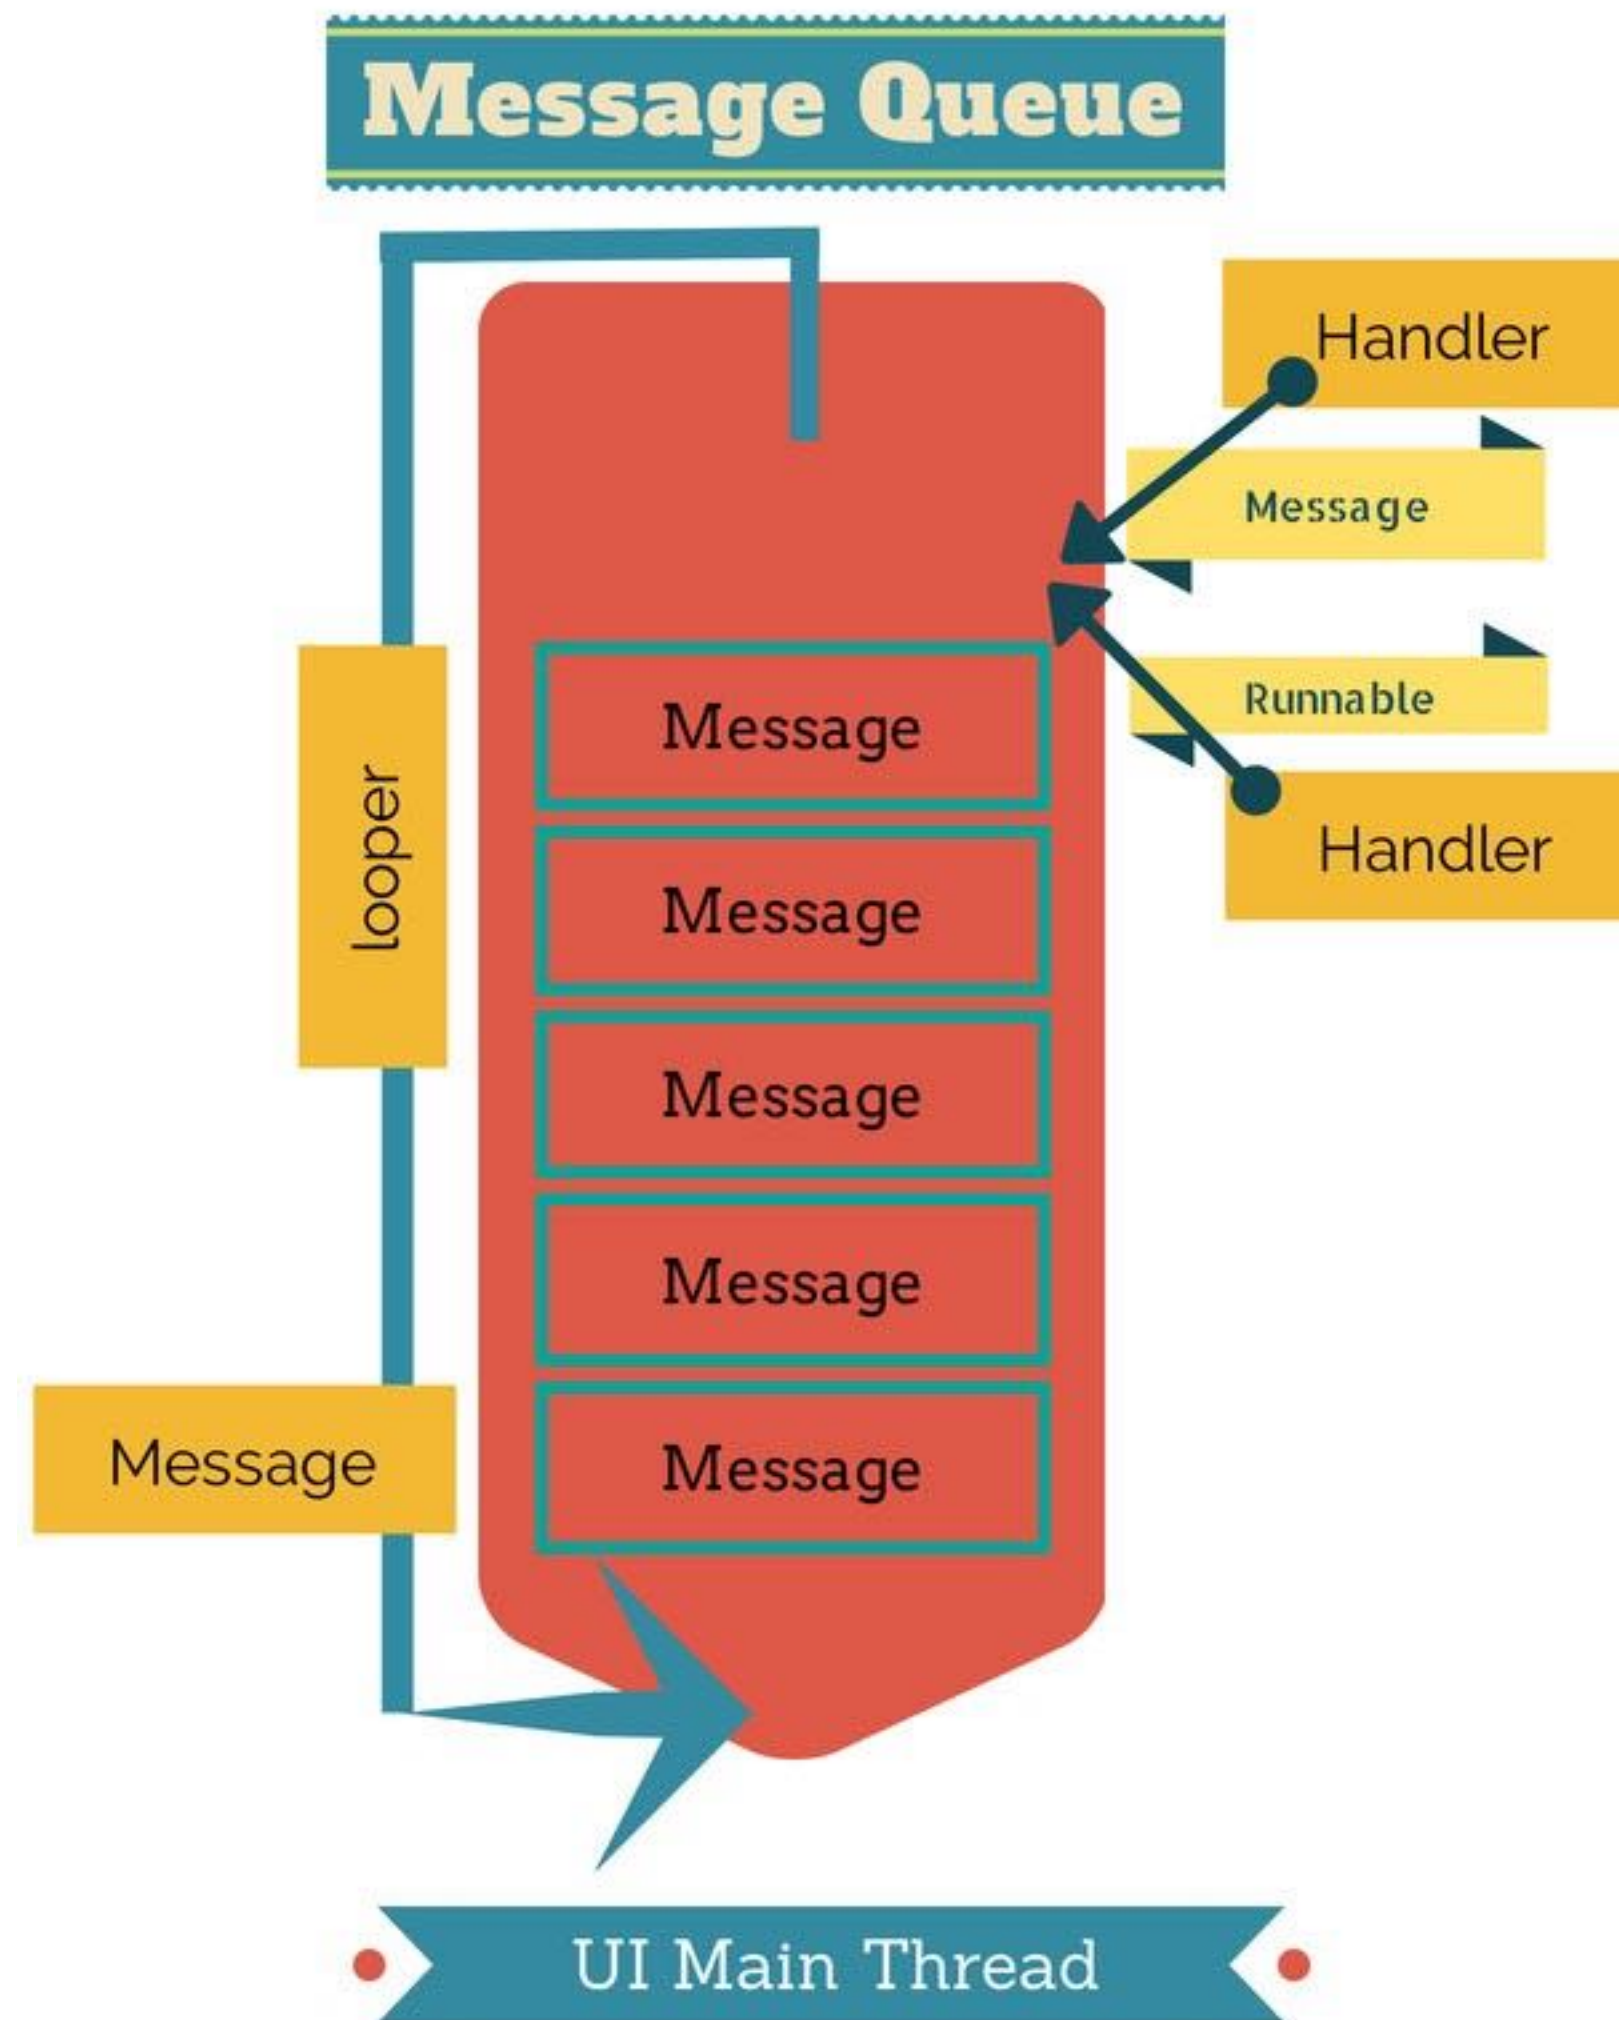 Message Queue
Handler
Message
Runnable
Handler
looper
Message
Message
Message
Message
Message
Message
UI Main Thread